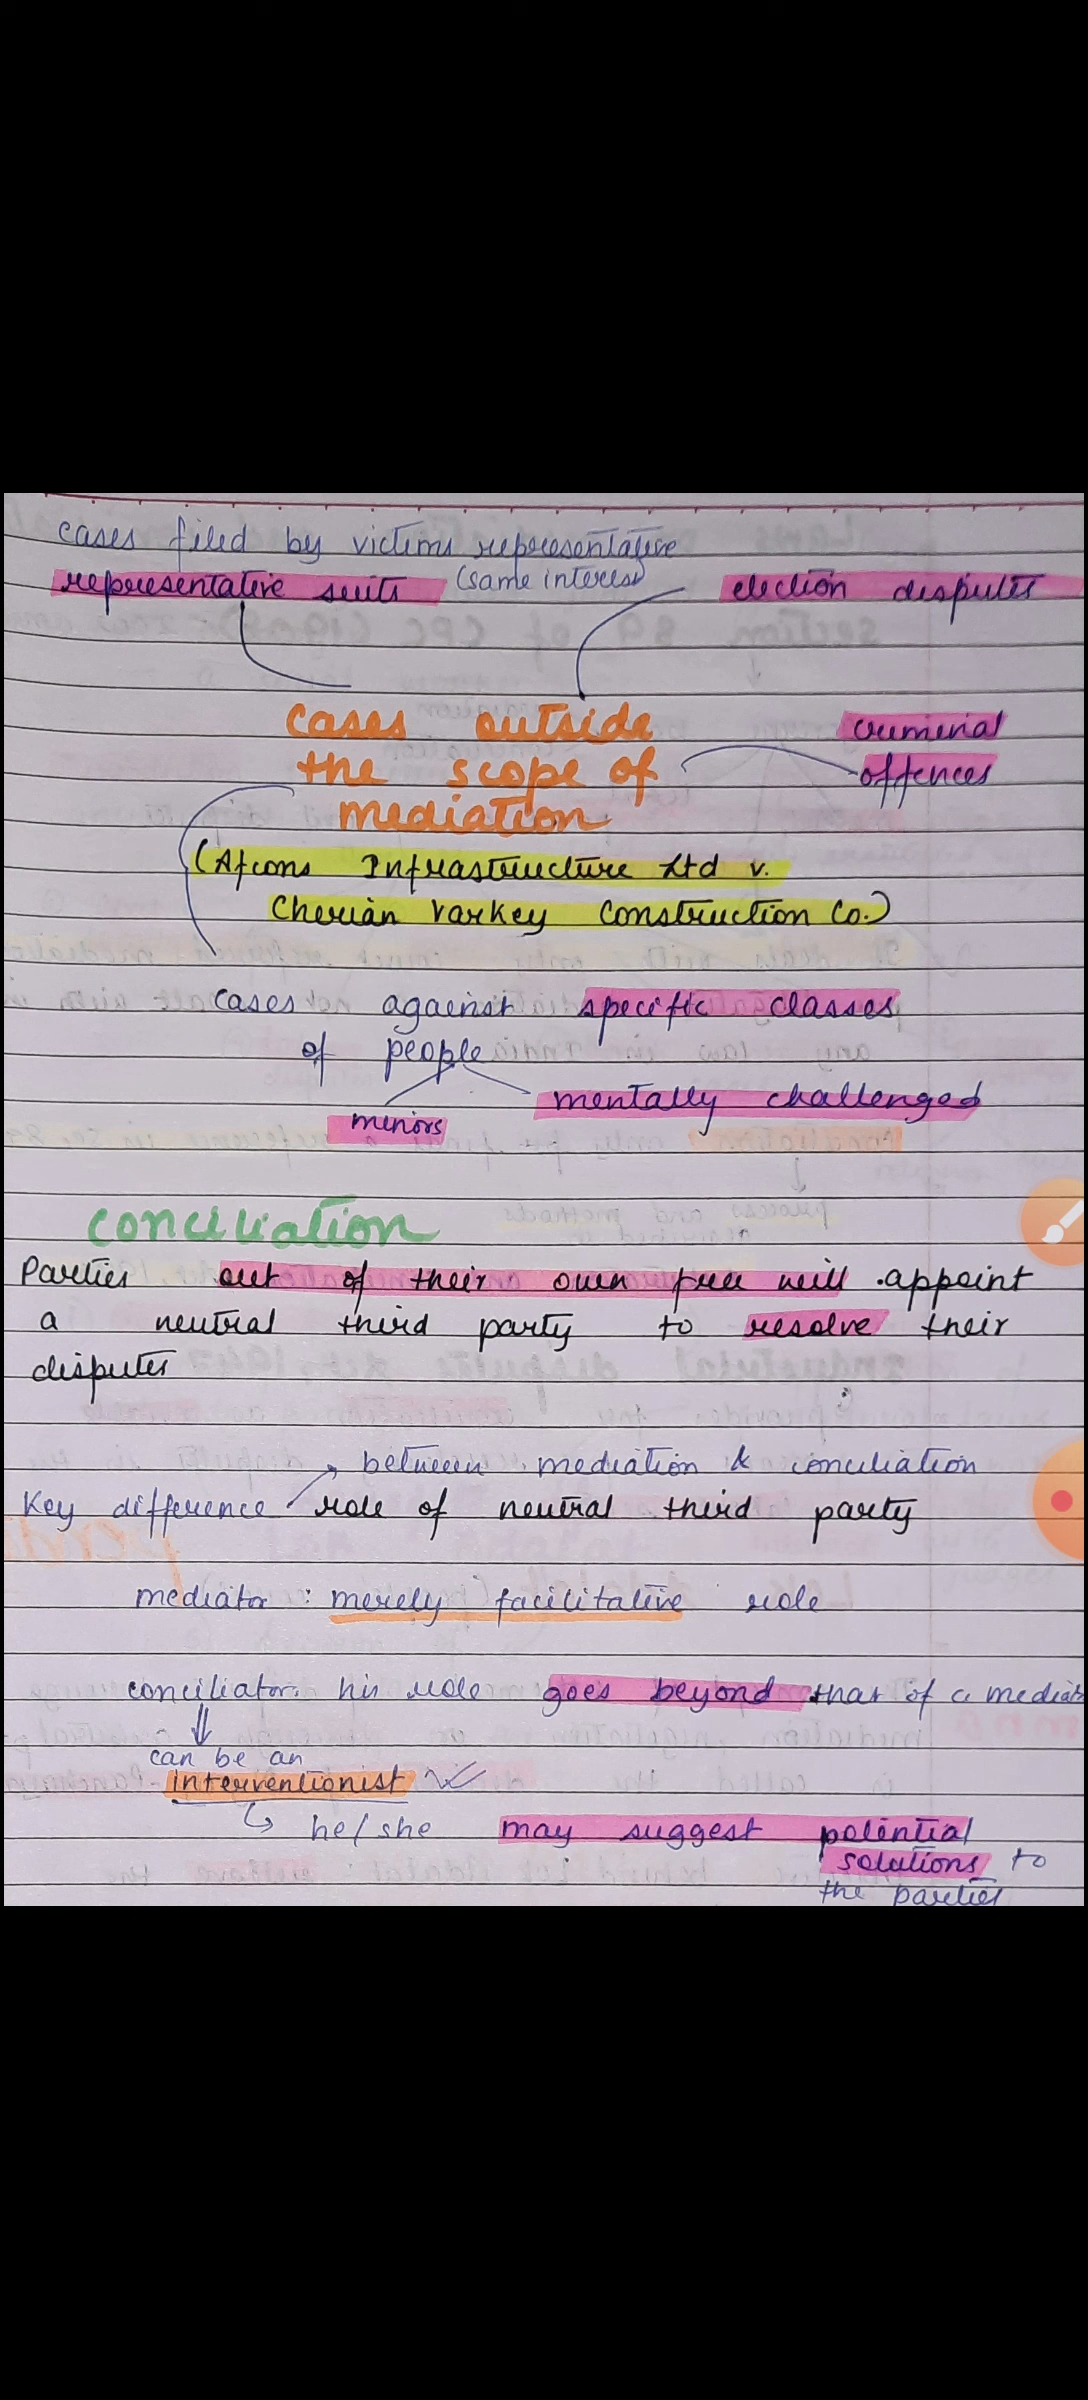 cases filed by victims representative
representative suits (same interest)
election disputes
cases outside
the scope of
mediation
criminal
offences
(Afcons Infrastructure Ltd v.
Cherian Varkey Construction Co.)
cases against specific classes
of people
minors
mentally challenged
conciliation
Parties out of their own free will appoint
a neutral third party to resolve their
disputes
between mediation & conciliation
Key difference role of neutral third party
mediator : merely facilitative role
conciliator: his role goes beyond that of a mediator
can be an
interventionist
he/she may suggest potential
solutions to
the parties